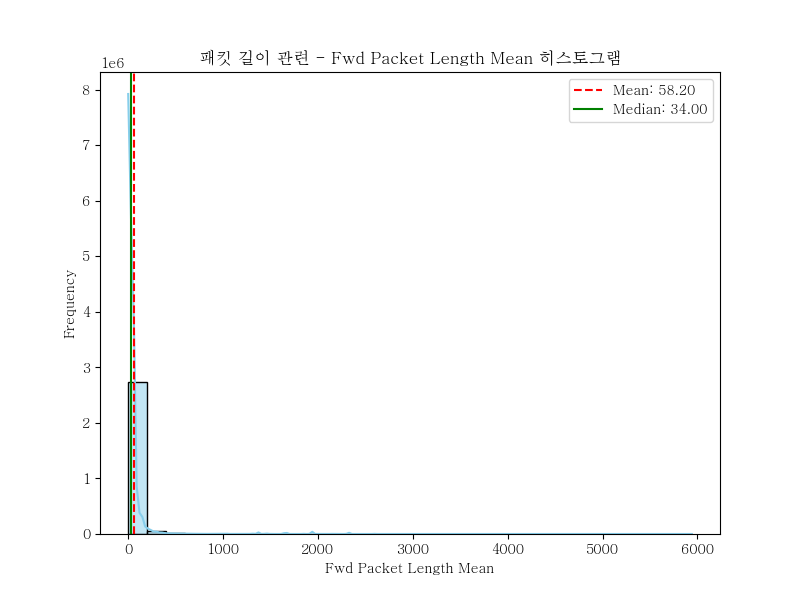 패킷 길이 관련 - Fwd Packet Length Mean 히스토그램
1e6
Mean: 58.20
Median: 34.00
8
7
6
5
4
3
2
1
0
Frequency
0 1000 2000 3000 4000 5000 6000
Fwd Packet Length Mean